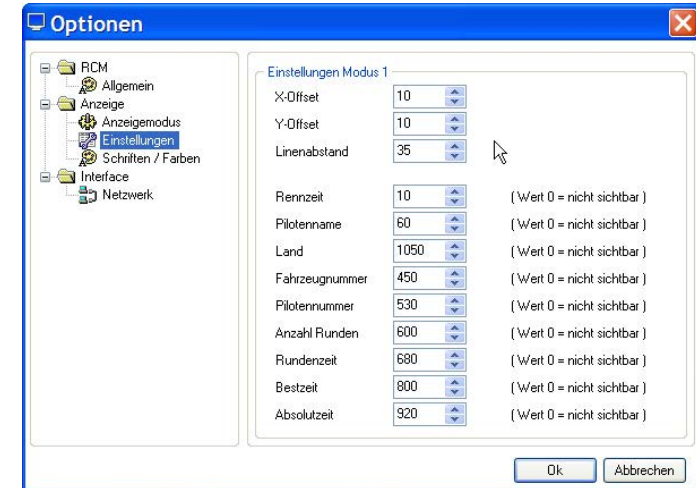 Optionen
RCM
Allgemein
Anzeige
Anzeigemodus
Einstellungen
Schriften / Farben
Interface
Netzwerk
Einstellungen Modus 1
X-Offset 10
Y-Offset 10
Linenabstand 35
Rennzeit 10 ( Wert 0 = nicht sichtbar )
Pilotenname 60 ( Wert 0 = nicht sichtbar )
Land 1050 ( Wert 0 = nicht sichtbar )
Fahrzeugnummer 450 ( Wert 0 = nicht sichtbar )
Pilotennummer 530 ( Wert 0 = nicht sichtbar )
Anzahl Runden 600 ( Wert 0 = nicht sichtbar )
Rundenzeit 680 ( Wert 0 = nicht sichtbar )
Bestzeit 800 ( Wert 0 = nicht sichtbar )
Absolutzeit 920 ( Wert 0 = nicht sichtbar )
Ok Abbrechen